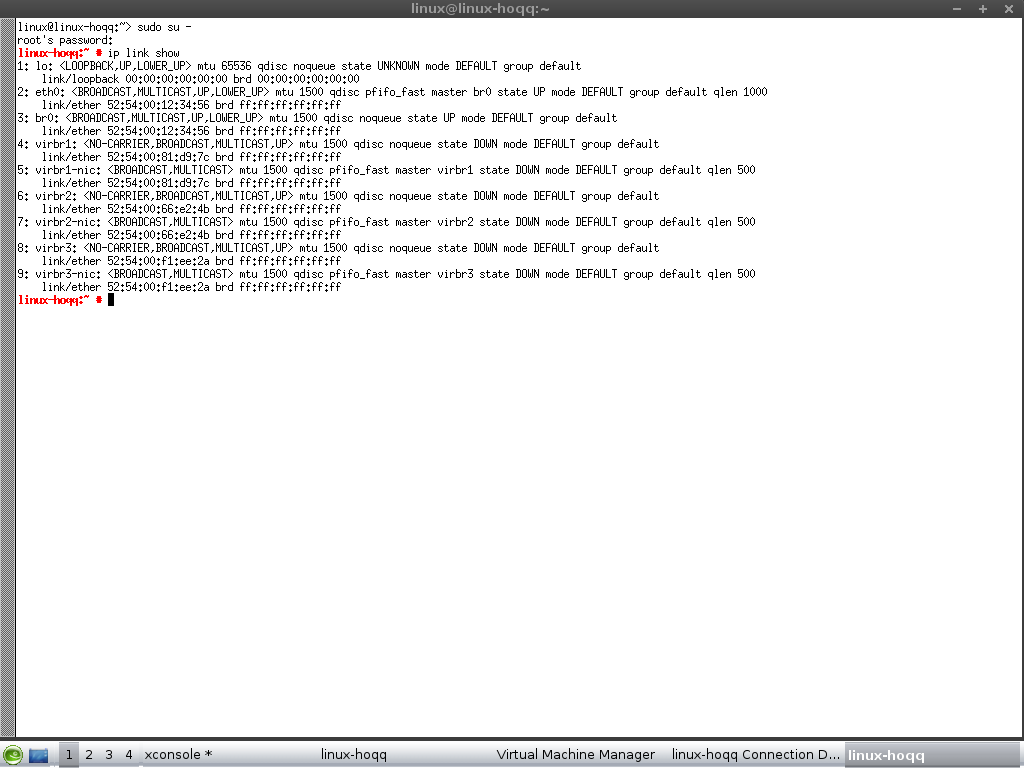 linux@linux-hoqq:~
linux@linux-hoqq:~> sudo su -
root's password:
linux-hoqq:~ # ip link show
1: lo: <LOOPBACK,UP,LOWER_UP> mtu 65536 qdisc noqueue state UNKNOWN mode DEFAULT group default
    link/loopback 00:00:00:00:00:00 brd 00:00:00:00:00:00
2: eth0: <BROADCAST,MULTICAST,UP,LOWER_UP> mtu 1500 qdisc pfifo_fast master br0 state UP mode DEFAULT group default qlen 1000
    link/ether 52:54:00:12:34:56 brd ff:ff:ff:ff:ff:ff
3: br0: <BROADCAST,MULTICAST,UP,LOWER_UP> mtu 1500 qdisc noqueue state UP mode DEFAULT group default
    link/ether 52:54:00:12:34:56 brd ff:ff:ff:ff:ff:ff
4: virbr1: <NO-CARRIER,BROADCAST,MULTICAST,UP> mtu 1500 qdisc noqueue state DOWN mode DEFAULT group default
    link/ether 52:54:00:81:d9:7c brd ff:ff:ff:ff:ff:ff
5: virbr1-nic: <BROADCAST,MULTICAST> mtu 1500 qdisc pfifo_fast master virbr1 state DOWN mode DEFAULT group default qlen 500
    link/ether 52:54:00:81:d9:7c brd ff:ff:ff:ff:ff:ff
6: virbr2: <NO-CARRIER,BROADCAST,MULTICAST,UP> mtu 1500 qdisc noqueue state DOWN mode DEFAULT group default
    link/ether 52:54:00:66:e2:4b brd ff:ff:ff:ff:ff:ff
7: virbr2-nic: <BROADCAST,MULTICAST> mtu 1500 qdisc pfifo_fast master virbr2 state DOWN mode DEFAULT group default qlen 500
    link/ether 52:54:00:66:e2:4b brd ff:ff:ff:ff:ff:ff
8: virbr3: <NO-CARRIER,BROADCAST,MULTICAST,UP> mtu 1500 qdisc noqueue state DOWN mode DEFAULT group default
    link/ether 52:54:00:f1:ee:2a brd ff:ff:ff:ff:ff:ff
9: virbr3-nic: <BROADCAST,MULTICAST> mtu 1500 qdisc pfifo_fast master virbr3 state DOWN mode DEFAULT group default qlen 500
    link/ether 52:54:00:f1:ee:2a brd ff:ff:ff:ff:ff:ff
linux-hoqq:~ #
1 2 3 4 xconsole * linux-hoqq Virtual Machine Manager linux-hoqq Connection D... linux-hoqq